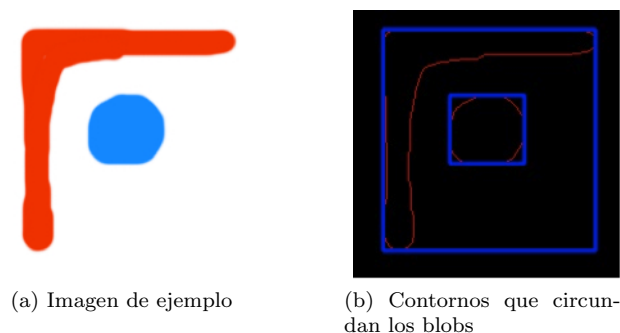 (a) Imagen de ejemplo
(b) Contornos que circun-
dan los blobs